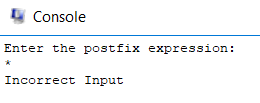 Console
Enter the postfix expression:
*
Incorrect Input